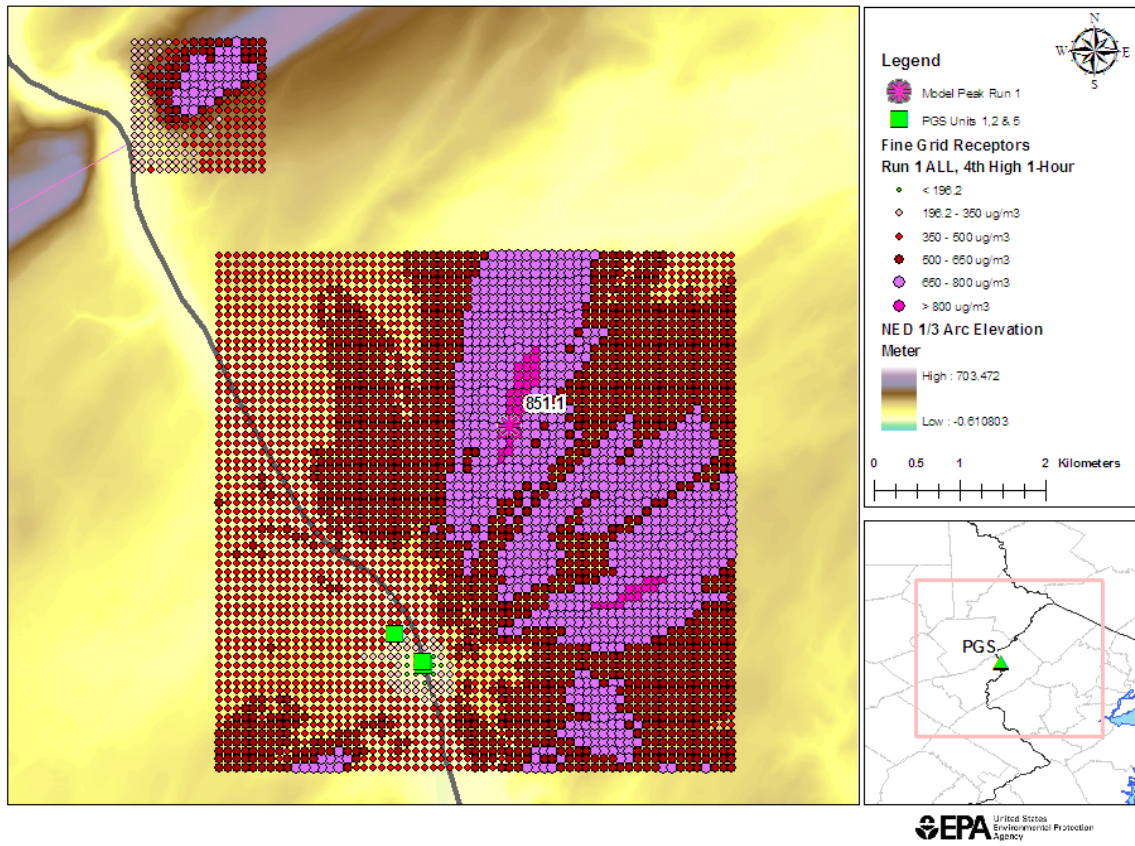 851.1
N
W
E
S
Legend
Model Peak Run 1
PGS Units 1,2 & 5
Fine Grid Receptors
Run 1 ALL, 4th High 1-Hour
< 196.2
196.2 - 350 ug/m3
350 - 500 ug/m3
500 - 650 ug/m3
650 - 800 ug/m3
> 800 ug/m3
NED 1/3 Arc Elevation
Meter
High : 703.472
Low : -0.610803
0 0.5 1 2 Kilometers
PGS
EPA
United States
Environmental Protection
Agency